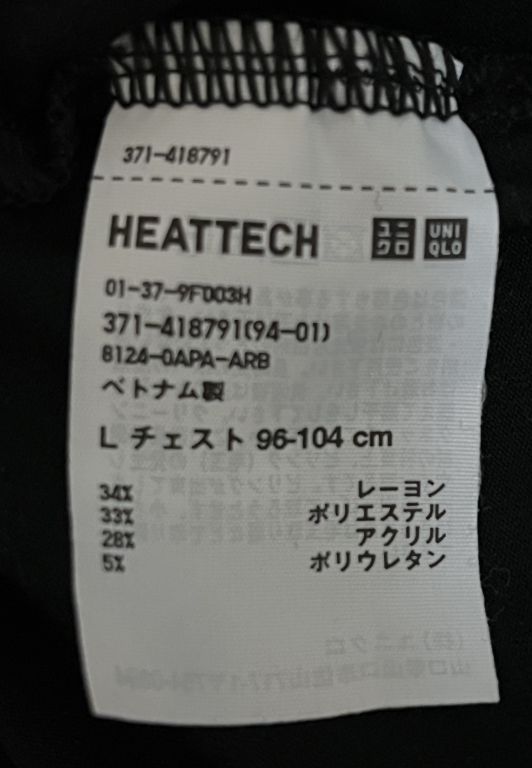 371-418791
HEATTECH ユニクロ UNIQLO
01-37-9F003H
371-418791(94-01)
8124-0APA-ARB
ベトナム製
L チェスト 96-104 cm
34% レーヨン
33% ポリエステル
28% アクリル
5% ポリウレタン